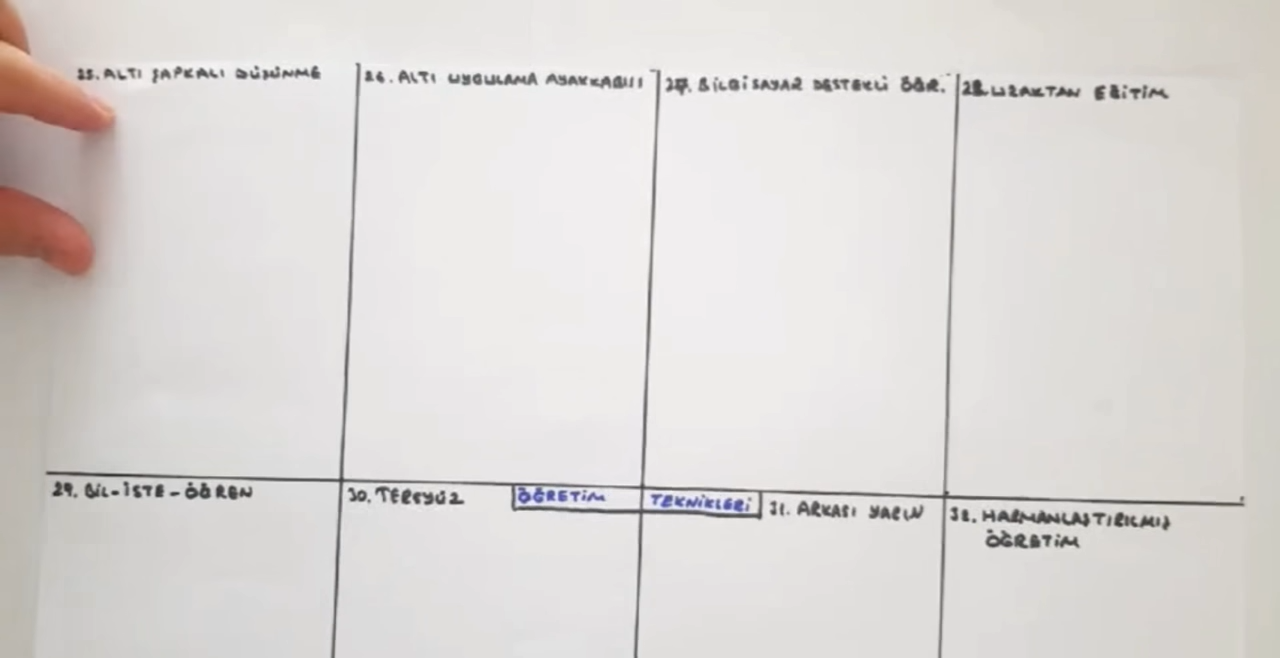 25. ALTI ŞAPKALI DÜŞÜNME
26. ALTI UYGULAMA AYAKKABISI
27. BİLGİSAYAR DESTEKLİ ÖĞR.
28. UZAKTAN EĞİTİM
29. BİL-İSTE-ÖĞREN
30. TERSYÜZ
ÖĞRETİM TEKNİKLERİ
31. ARKASI YARIN
32. HARMANLAŞTIRILMIŞ
ÖĞRETİM